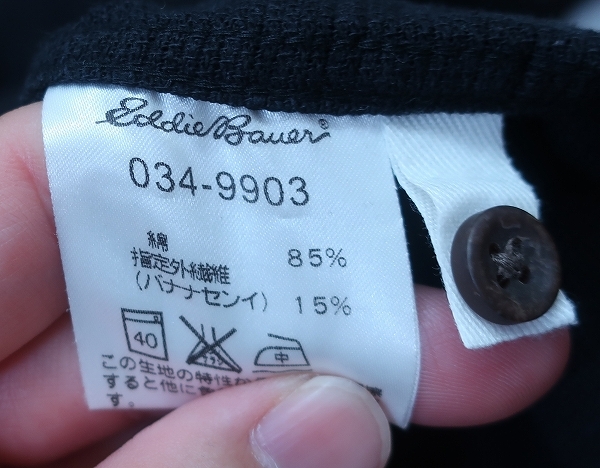 Eddie Bauer®
034-9903
綿 85%
指定外繊維
(バナナセンイ) 15%
40 中
この生地の特性な
すると他に
す。